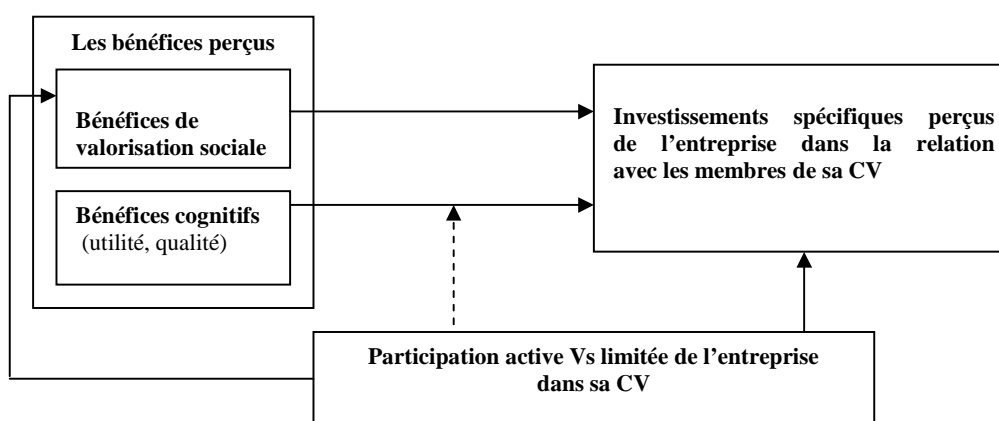 Les bénéfices perçus
Bénéfices de
valorisation sociale
Bénéfices cognitifs
(utilité, qualité)
Investissements spécifiques perçus
de l’entreprise dans la relation
avec les membres de sa CV
Participation active Vs limitée de l’entreprise
dans sa CV